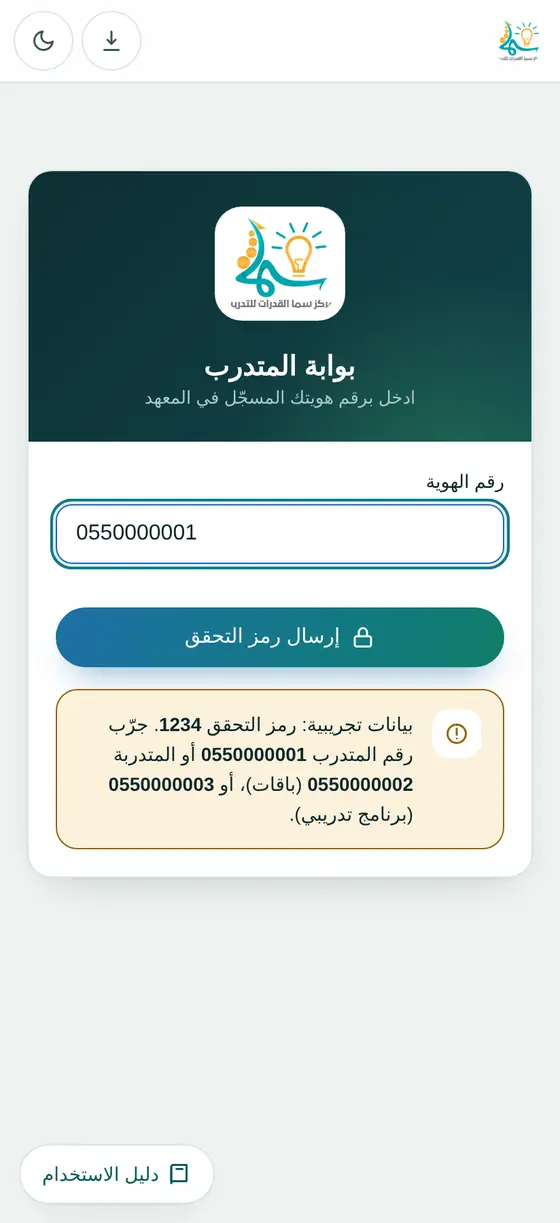 مركز سما القدرات للتدريب
بوابة المتدرب
ادخل برقم هويتك المسجّل في المعهد
رقم الهوية
0550000001
إرسال رمز التحقق
بيانات تجريبية: رمز التحقق 1234. جرّب
رقم المتدرب 0550000001 أو المتدربة
0550000002 (باقات)، أو 0550000003
(برنامج تدريبي).
دليل الاستخدام